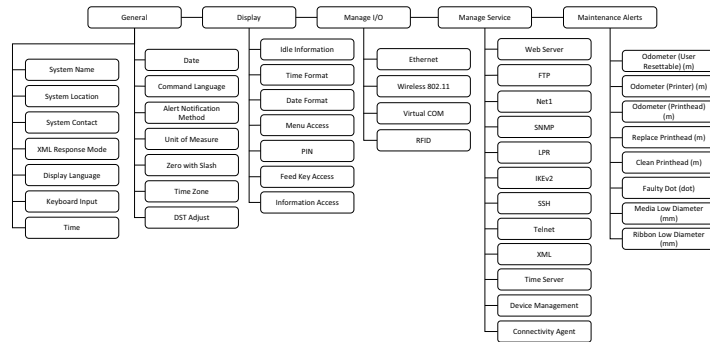 General
Display
Manage I/O
Manage Service
Maintenance Alerts
System Name
System Location
System Contact
XML Response Mode
Display Language
Keyboard Input
Time
Date
Command Language
Alert Notification
Method
Unit of Measure
Zero with Slash
Time Zone
DST Adjust
Idle Information
Time Format
Date Format
Menu Access
PIN
Feed Key Access
Information Access
Ethernet
Wireless 802.11
Virtual COM
RFID
Web Server
FTP
Net1
SNMP
LPR
IKEv2
SSH
Telnet
XML
Time Server
Device Management
Connectivity Agent
Odometer (User
Resettable) (m)
Odometer (Printer) (m)
Odometer (Printhead)
(m)
Replace Printhead (m)
Clean Printhead (m)
Faulty Dot (dot)
Media Low Diameter
(mm)
Ribbon Low Diameter
(mm)